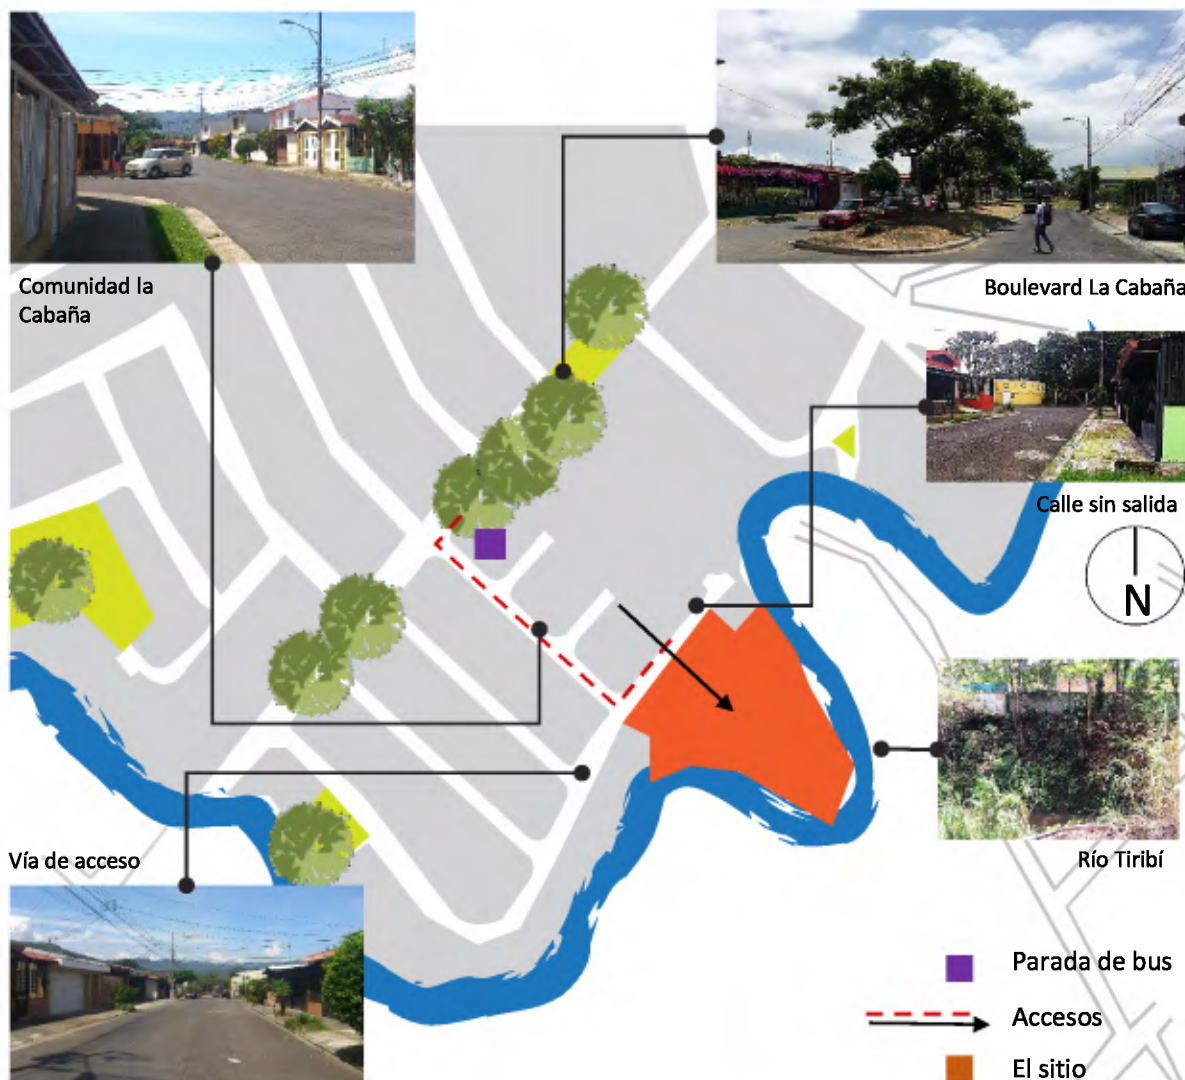 Comunidad la
Cabaña
Boulevard La Cabaña
Calle sin salida
N
Río Tiribí
Vía de acceso
Parada de bus
Accesos
El sitio